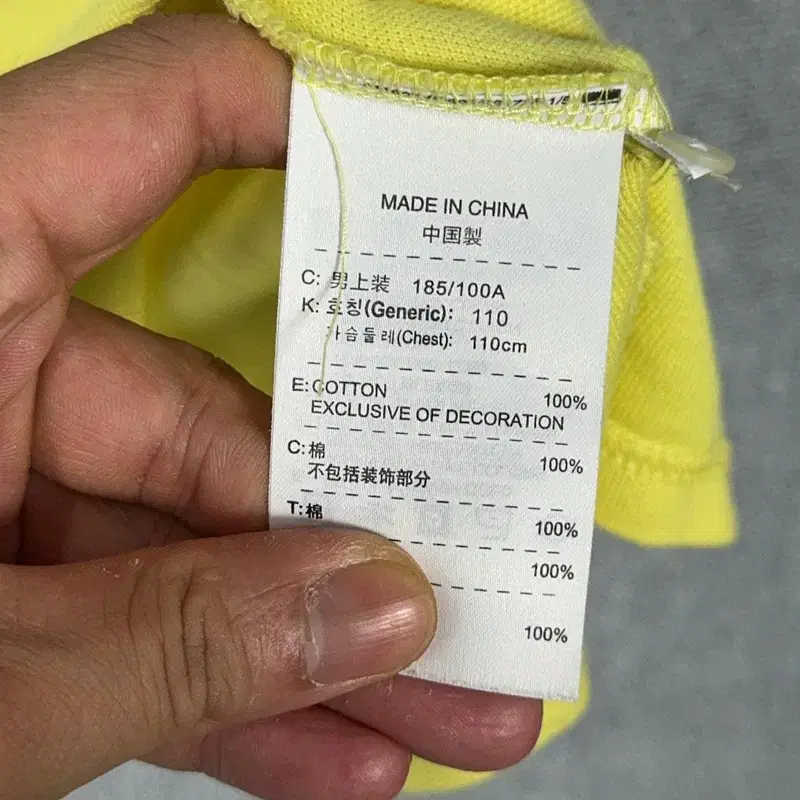 MADE IN CHINA
中国製
C: 男上装 185/100A
K: 호칭(Generic): 110
가슴둘레(Chest): 110cm
E: COTTON 100%
EXCLUSIVE OF DECORATION
C: 棉 100%
不包括装饰部分
T: 棉 100%
100%
100%